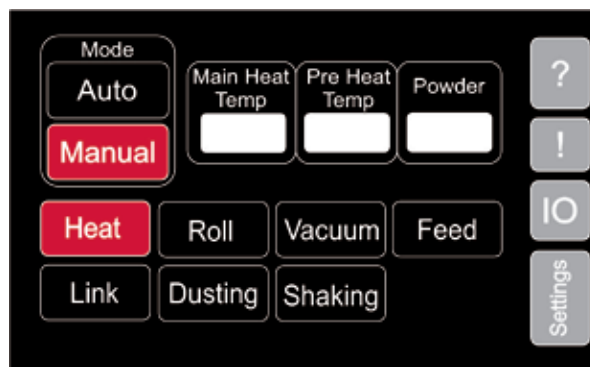 Mode
Auto
Manual
Main Heat
Temp
Pre Heat
Temp
Powder
Heat
Roll
Vacuum
Feed
Link
Dusting
Shaking
?
!
IO
Settings